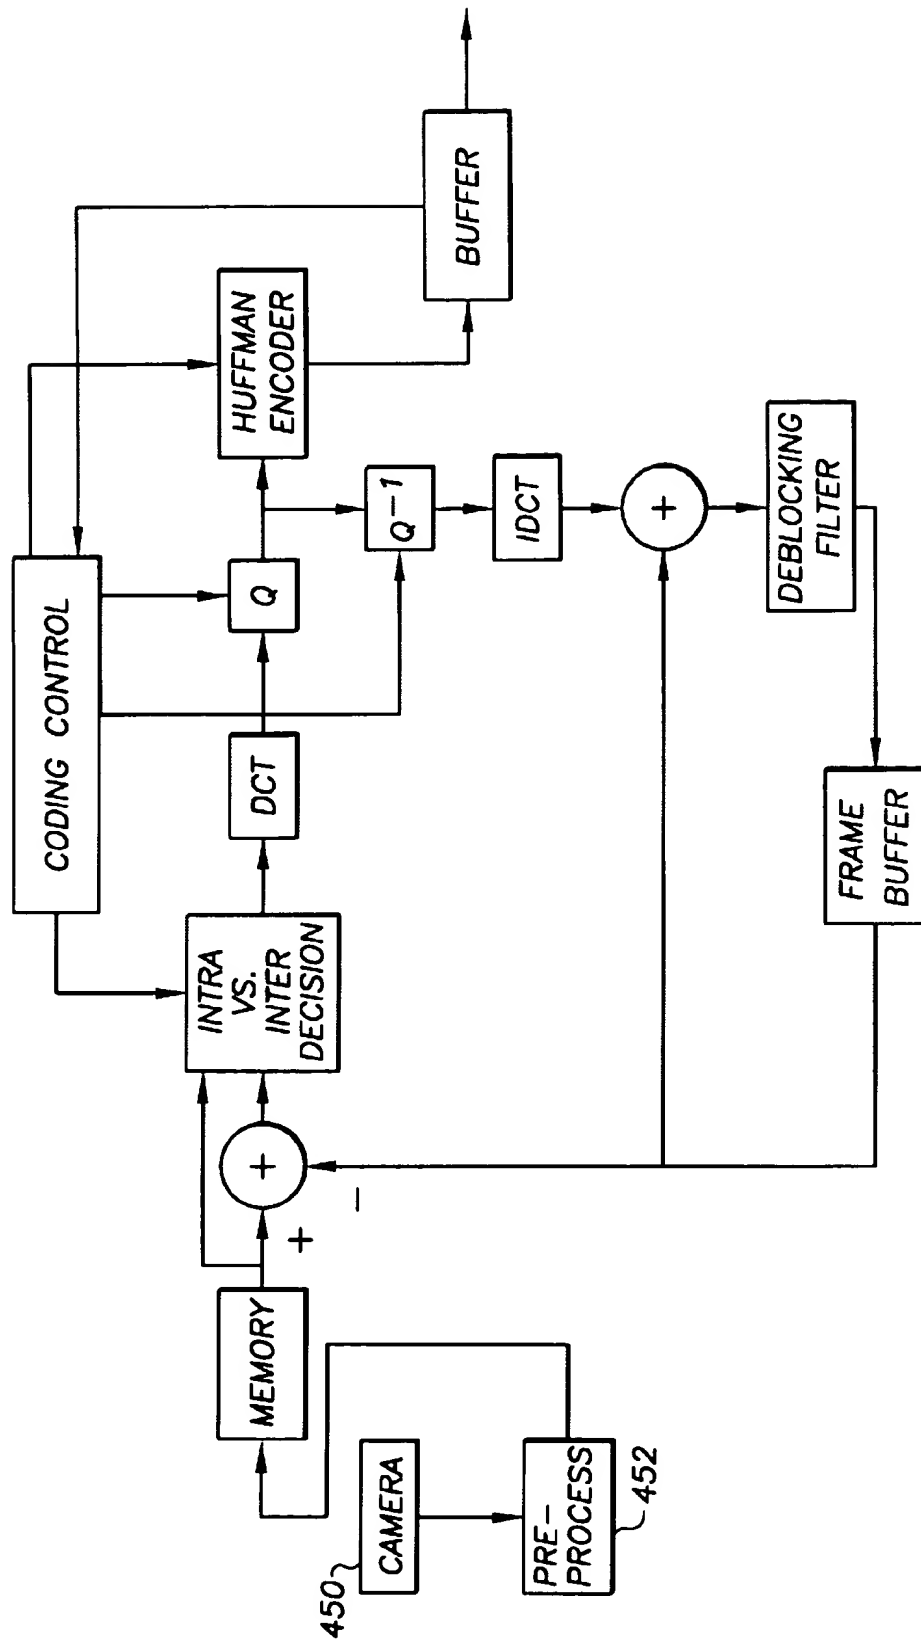 CODING CONTROL
INTRA
VS.
INTER
DECISION
DCT
Q
HUFFMAN
ENCODER
BUFFER
MEMORY
+
+
−
Q−1
IDCT
+
DEBLOCKING
FILTER
FRAME
BUFFER
450
CAMERA
PRE−
PROCESS
452